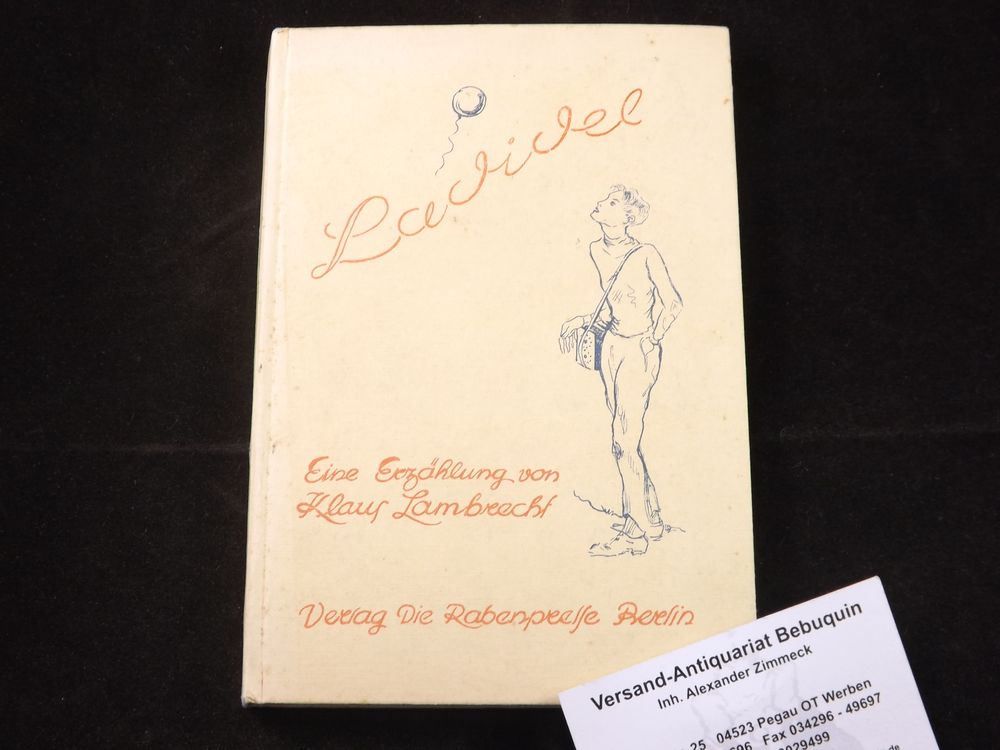 Ladidel
Eine Erzählung von
Klauſ Lambrecht
Verlag Die Rabenpreſſe Berlin
Versand-Antiquariat Bebuquin
Inh. Alexander Zimmeck
25 04523 Pegau OT Werben
Fax 034296 - 49697